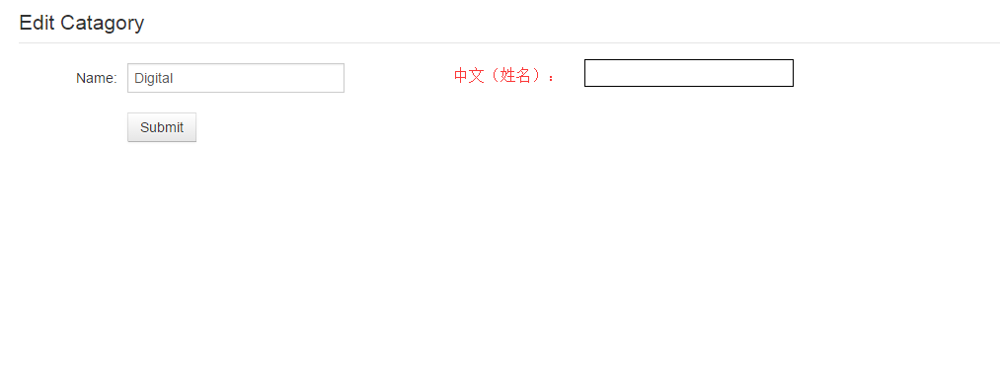 Edit Catagory
Name: Digital 中文（姓名）：
Submit